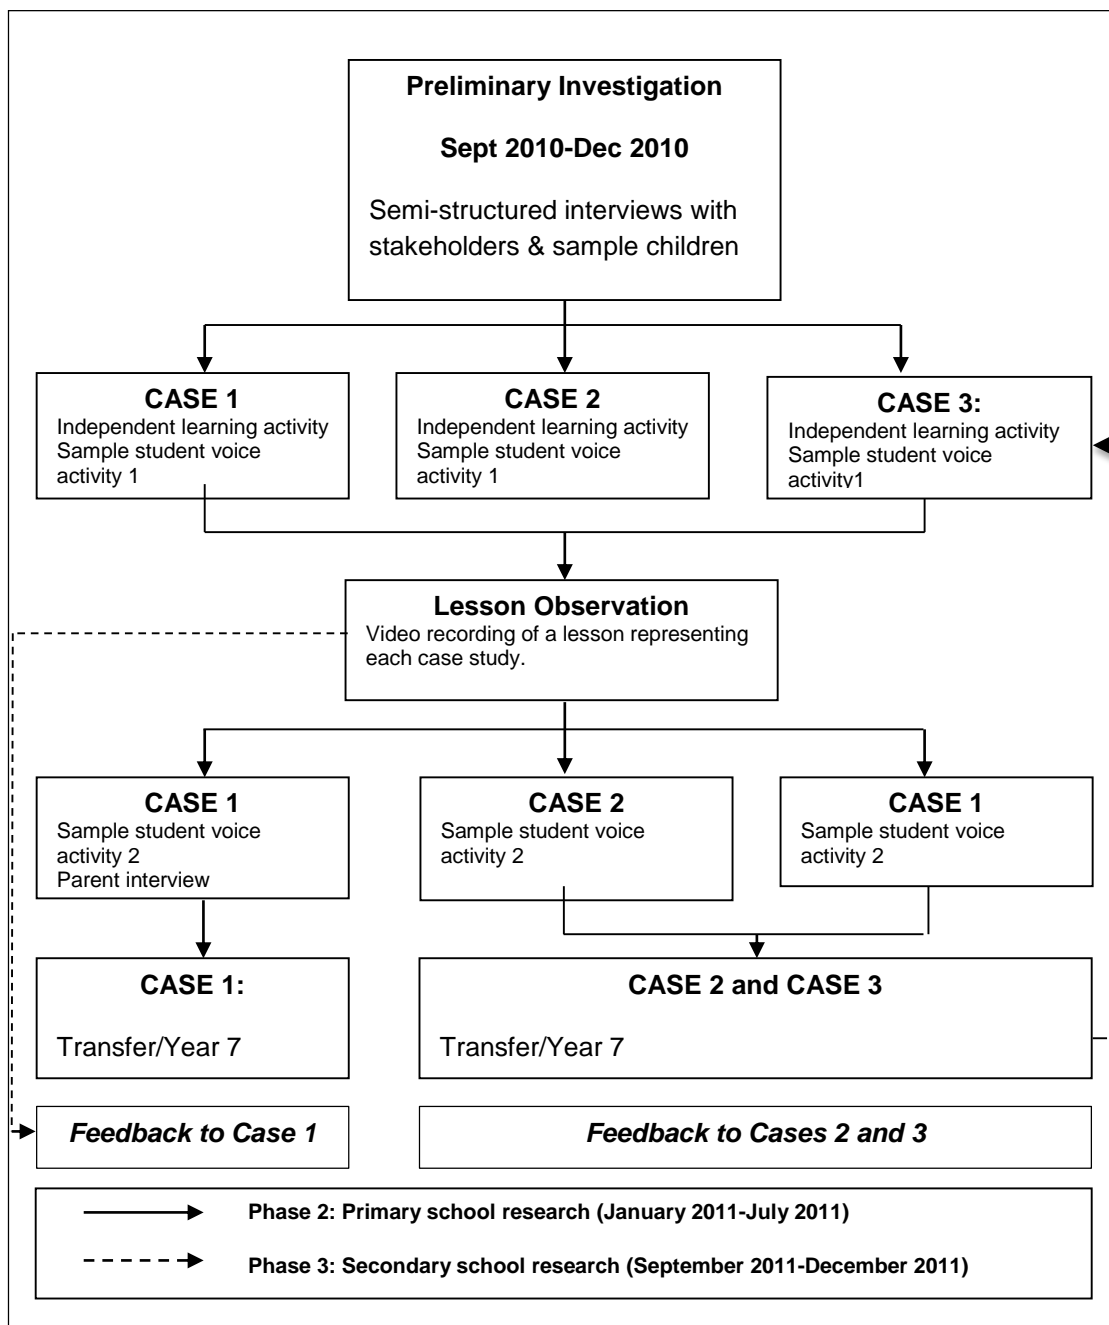 Preliminary Investigation
Sept 2010-Dec 2010
Semi-structured interviews with
stakeholders & sample children
CASE 1
Independent learning activity
Sample student voice
activity 1
CASE 2
Independent learning activity
Sample student voice
activity 1
CASE 3:
Independent learning activity
Sample student voice
activity1
Lesson Observation
Video recording of a lesson representing
each case study.
CASE 1
Sample student voice
activity 2
Parent interview
CASE 2
Sample student voice
activity 2
CASE 1
Sample student voice
activity 2
CASE 1:
Transfer/Year 7
CASE 2 and CASE 3
Transfer/Year 7
Feedback to Case 1
Feedback to Cases 2 and 3
Phase 2: Primary school research (January 2011-July 2011)
Phase 3: Secondary school research (September 2011-December 2011)